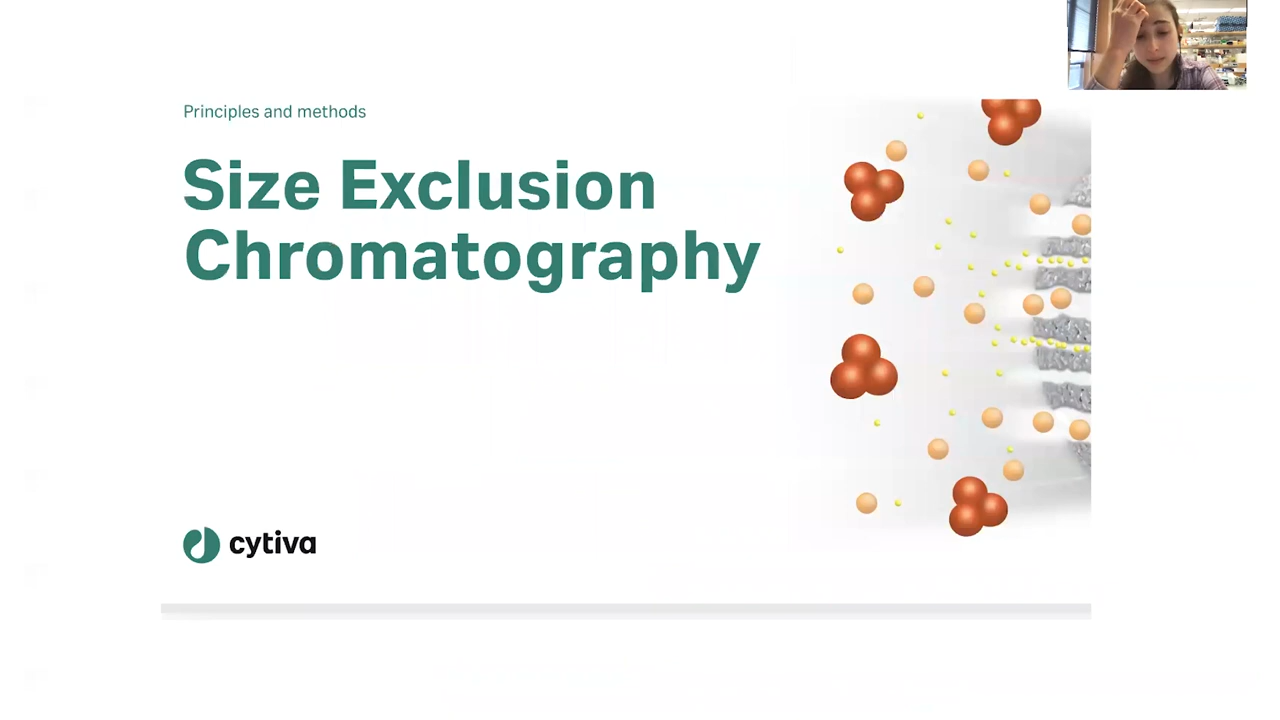 Principles and methods
Size Exclusion
Chromatography
cytiva